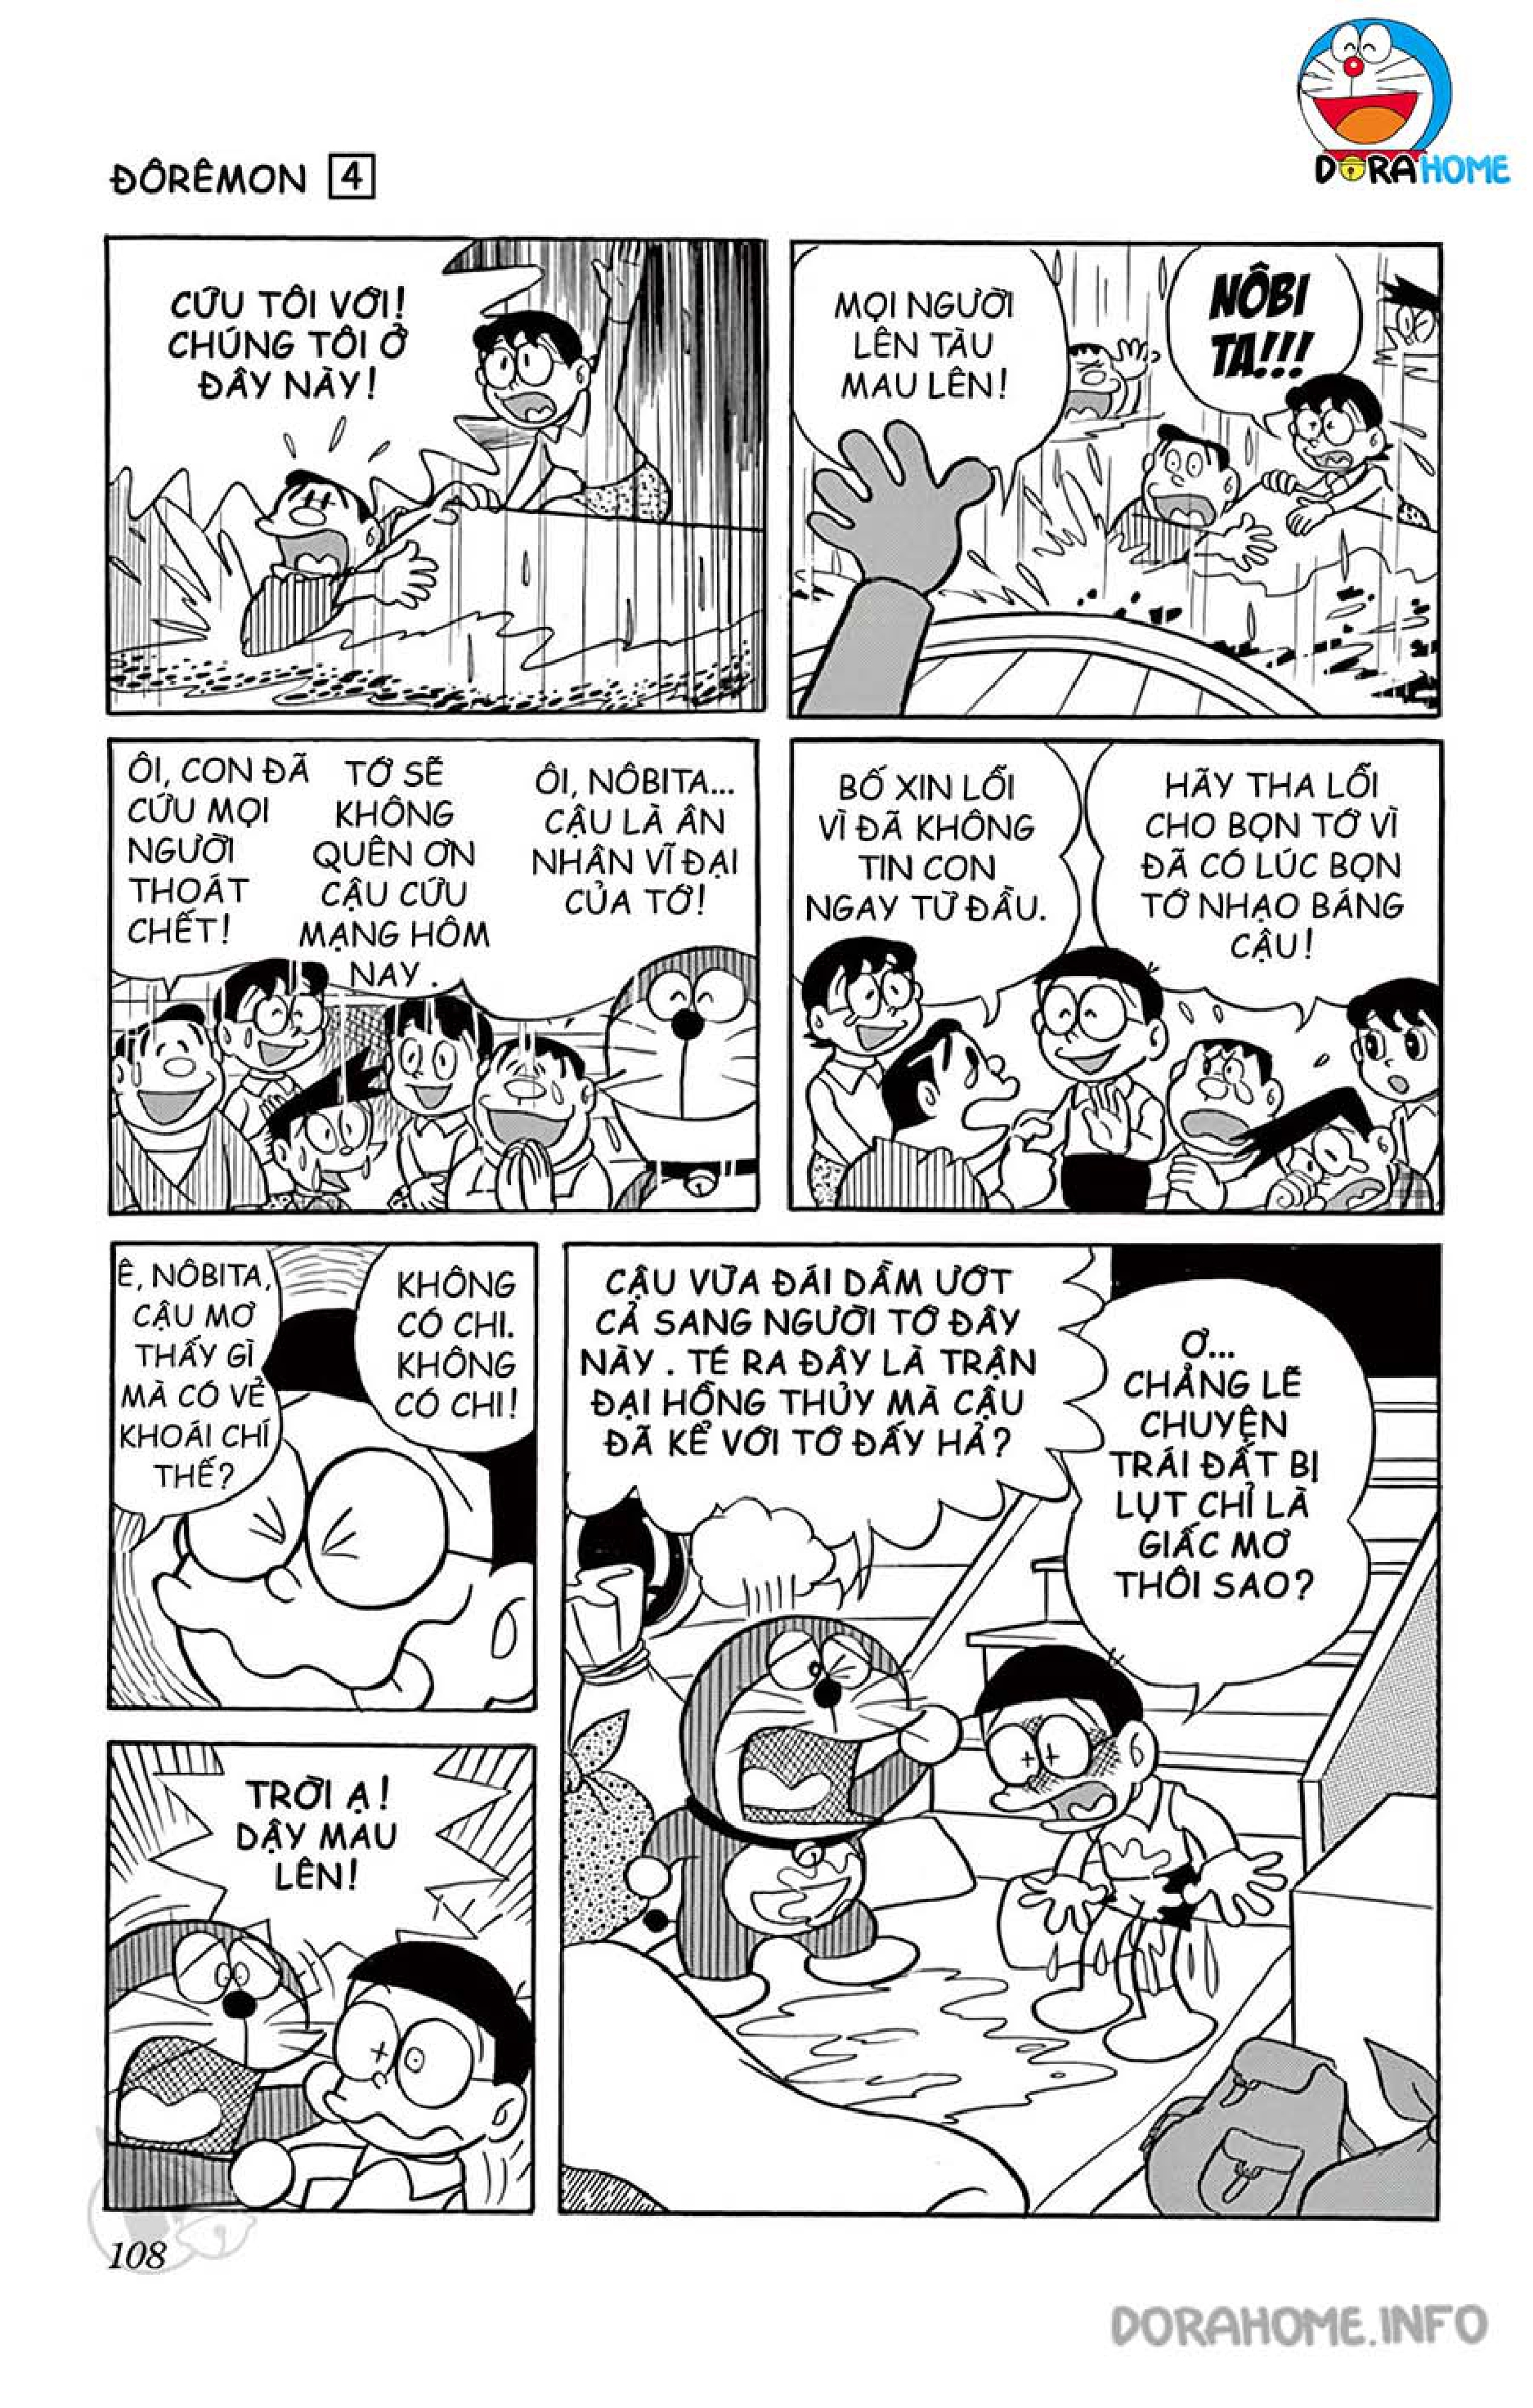 DORAHOME
ĐÔRÊMON 4
CỨU TÔI VỚI!
CHÚNG TÔI Ở
ĐÂY NÀY!
MỌI NGƯỜI
LÊN TÀU
MAU LÊN!
NÔBI
TA!!!
ÔI, CON ĐÃ
CỨU MỌI
NGƯỜI
THOÁT
CHẾT!
TỚ SẼ
KHÔNG
QUÊN ƠN
CẬU CỨU
MẠNG HÔM
NAY.
ÔI, NÔBITA...
CẬU LÀ ÂN
NHÂN VĨ ĐẠI
CỦA TỚ!
BỐ XIN LỖI
VÌ ĐÃ KHÔNG
TIN CON
NGAY TỪ ĐẦU.
HÃY THA LỖI
CHO BỌN TỚ VÌ
ĐÃ CÓ LÚC BỌN
TỚ NHẠO BÁNG
CẬU!
Ê, NÔBITA,
CẬU MƠ
THẤY GÌ
MÀ CÓ VẺ
KHOÁI CHÍ
THẾ?
KHÔNG
CÓ CHI.
KHÔNG
CÓ CHI!
TRỜI Ạ!
DẬY MAU
LÊN!
CẬU VỪA ĐÁI DẦM ƯỚT
CẢ SANG NGƯỜI TỚ ĐÂY
NÀY. TÉ RA ĐÂY LÀ TRẬN
ĐẠI HỒNG THỦY MÀ CẬU
ĐÃ KỂ VỚI TỚ ĐẤY HẢ?
Ơ...
CHẲNG LẼ
CHUYỆN
TRÁI ĐẤT BỊ
LỤT CHỈ LÀ
GIẤC MƠ
THÔI SAO?
108
DORAHOME.INFO